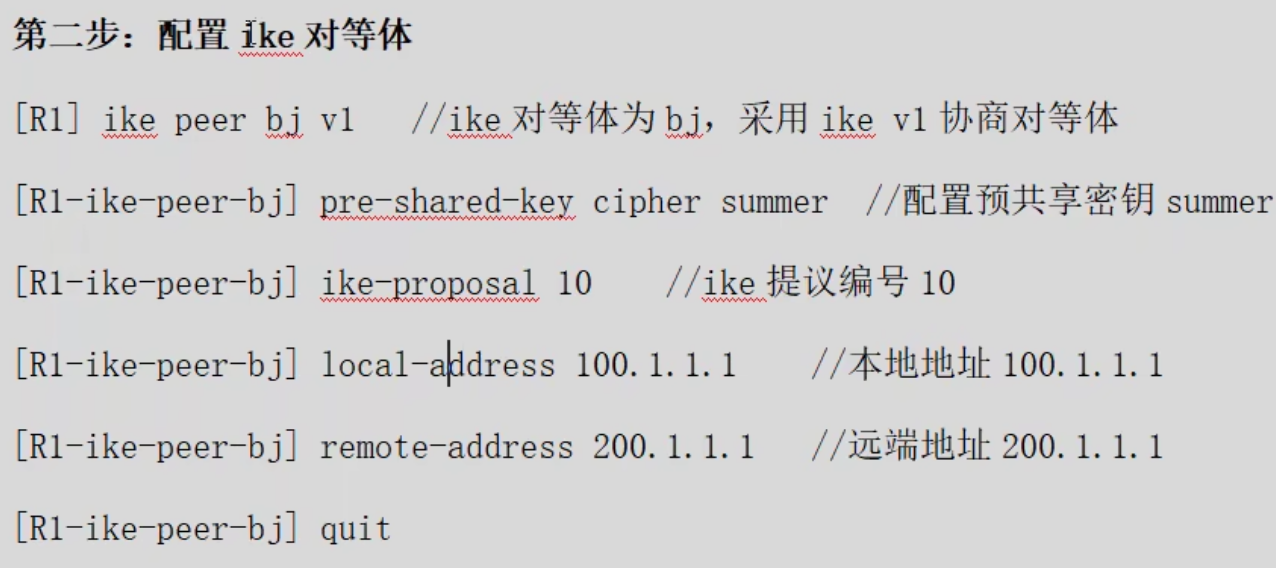 第二步：配置 ike 对等体
[R1] ike peer bj v1 //ike 对等体为 bj，采用 ike v1 协商对等体
[R1-ike-peer-bj] pre-shared-key cipher summer //配置预共享密钥 summer
[R1-ike-peer-bj] ike-proposal 10 //ike 提议编号 10
[R1-ike-peer-bj] local-address 100.1.1.1 //本地地址 100.1.1.1
[R1-ike-peer-bj] remote-address 200.1.1.1 //远端地址 200.1.1.1
[R1-ike-peer-bj] quit